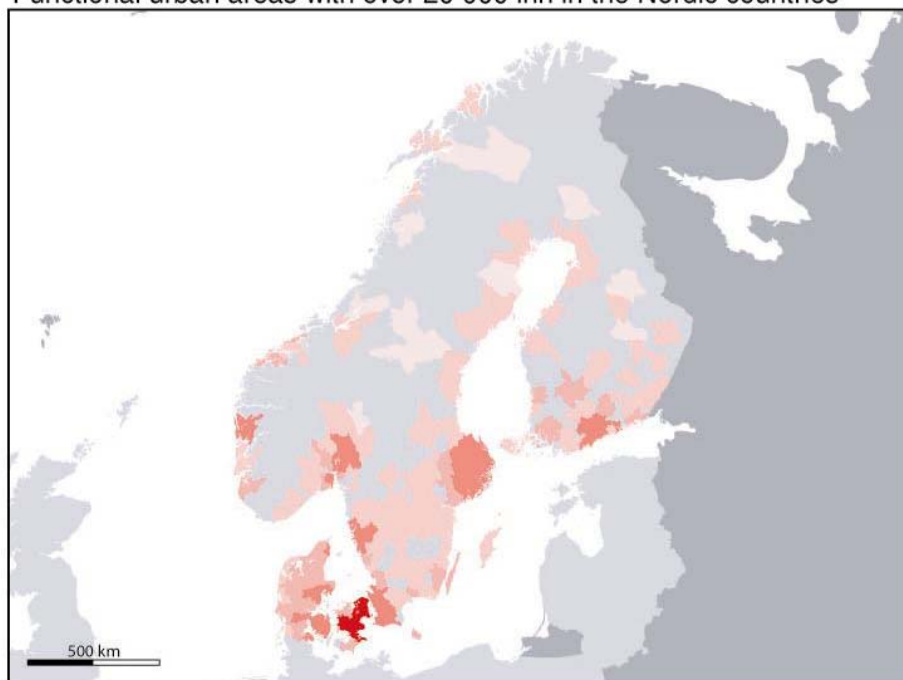 Functional urban areas with over 20 000 inh in the Nordic countries
500 km